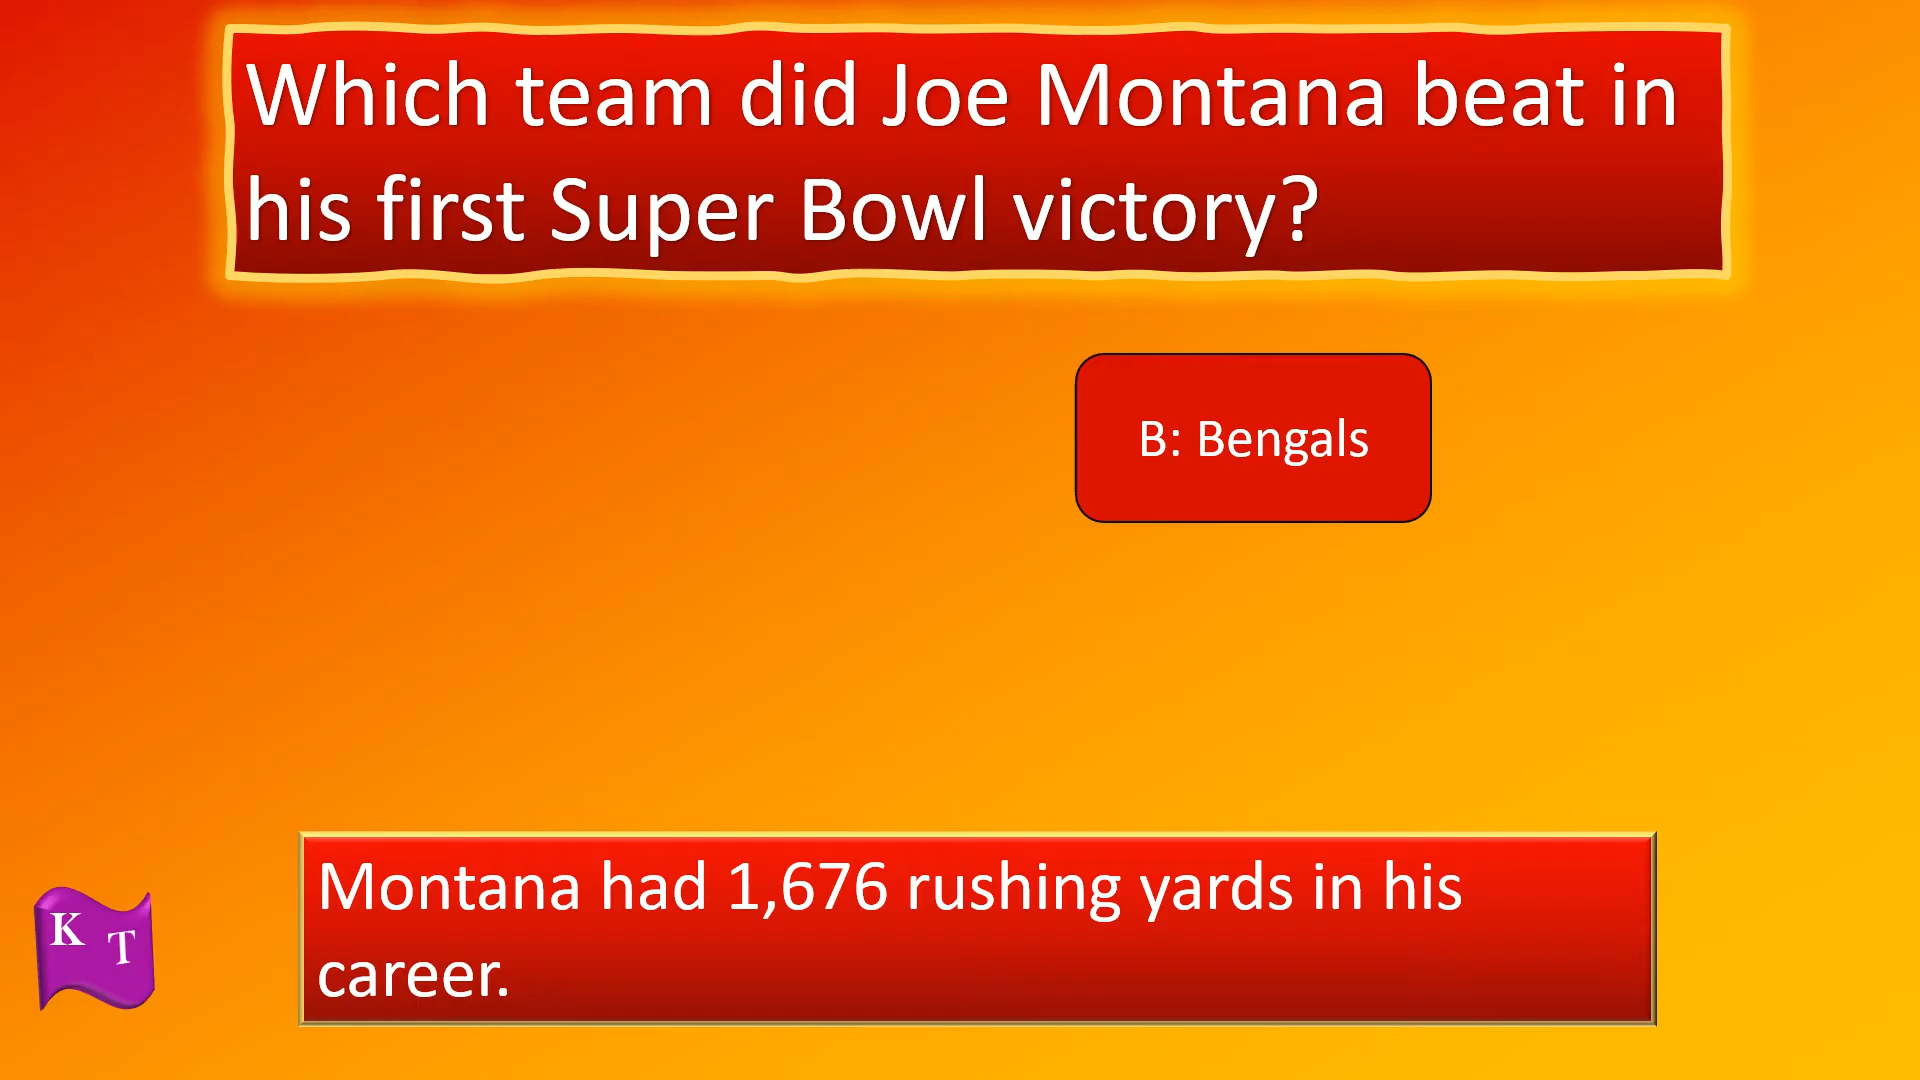 Which team did Joe Montana beat in
his first Super Bowl victory?
B: Bengals
Montana had 1,676 rushing yards in his
career.
K T